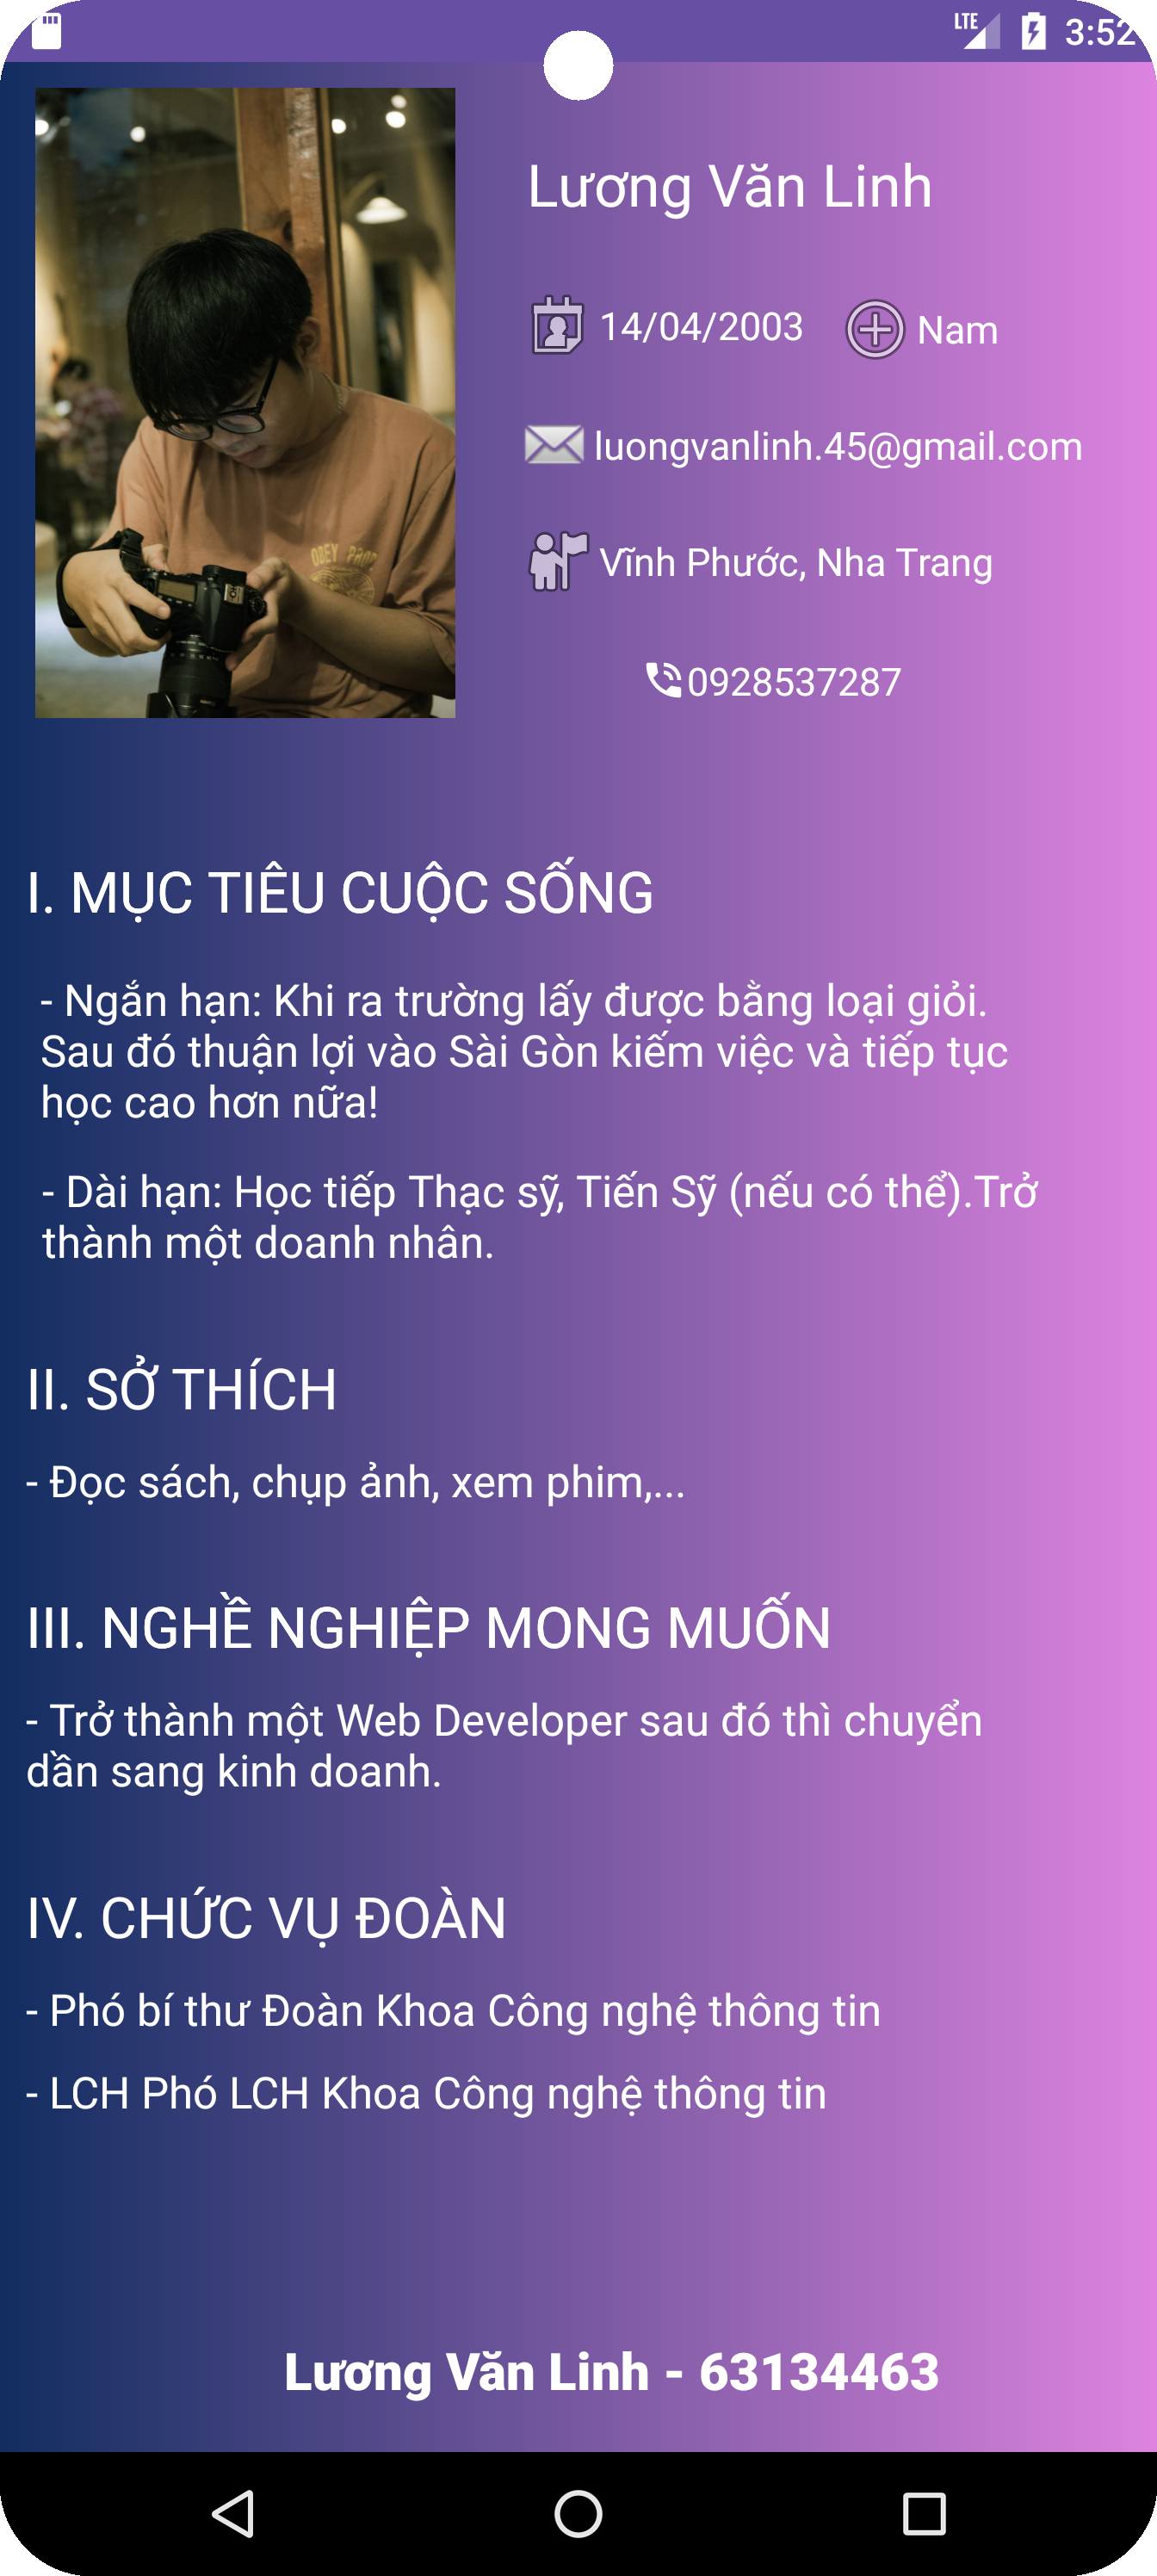 LTE 3:52
Lương Văn Linh
14/04/2003 Nam
luongvanlinh.45@gmail.com
Vĩnh Phước, Nha Trang
0928537287
OBEY PROP
I. MỤC TIÊU CUỘC SỐNG
- Ngắn hạn: Khi ra trường lấy được bằng loại giỏi.
Sau đó thuận lợi vào Sài Gòn kiếm việc và tiếp tục
học cao hơn nữa!
- Dài hạn: Học tiếp Thạc sỹ, Tiến Sỹ (nếu có thể).Trở
thành một doanh nhân.
II. SỞ THÍCH
- Đọc sách, chụp ảnh, xem phim,...
III. NGHỀ NGHIỆP MONG MUỐN
- Trở thành một Web Developer sau đó thì chuyển
dần sang kinh doanh.
IV. CHỨC VỤ ĐOÀN
- Phó bí thư Đoàn Khoa Công nghệ thông tin
- LCH Phó LCH Khoa Công nghệ thông tin
Lương Văn Linh - 63134463